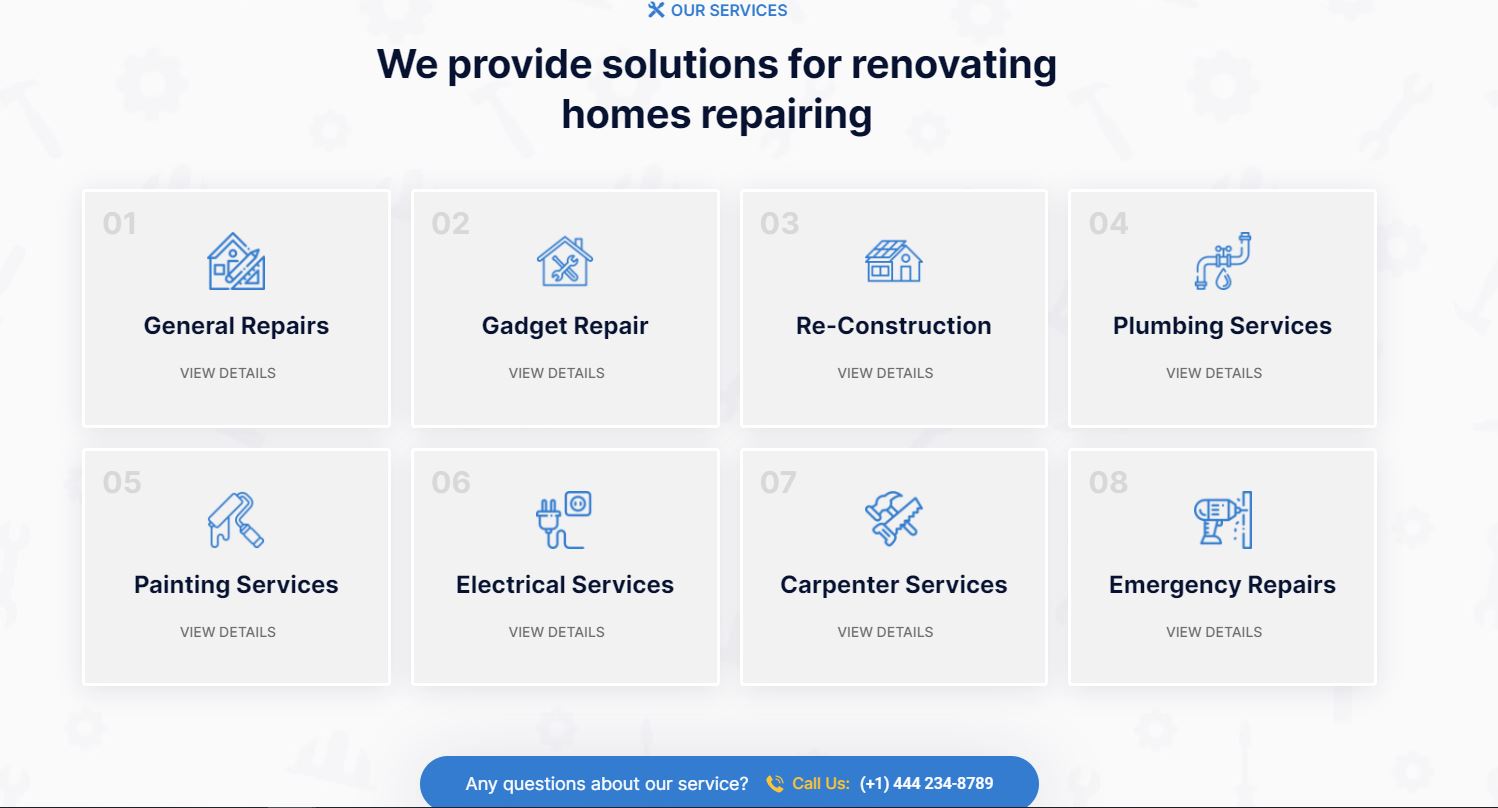 OUR SERVICES
We provide solutions for renovating
homes repairing
01
General Repairs
VIEW DETAILS
02
Gadget Repair
VIEW DETAILS
03
Re-Construction
VIEW DETAILS
04
Plumbing Services
VIEW DETAILS
05
Painting Services
VIEW DETAILS
06
Electrical Services
VIEW DETAILS
07
Carpenter Services
VIEW DETAILS
08
Emergency Repairs
VIEW DETAILS
Any questions about our service? Call Us: (+1) 444 234-8789